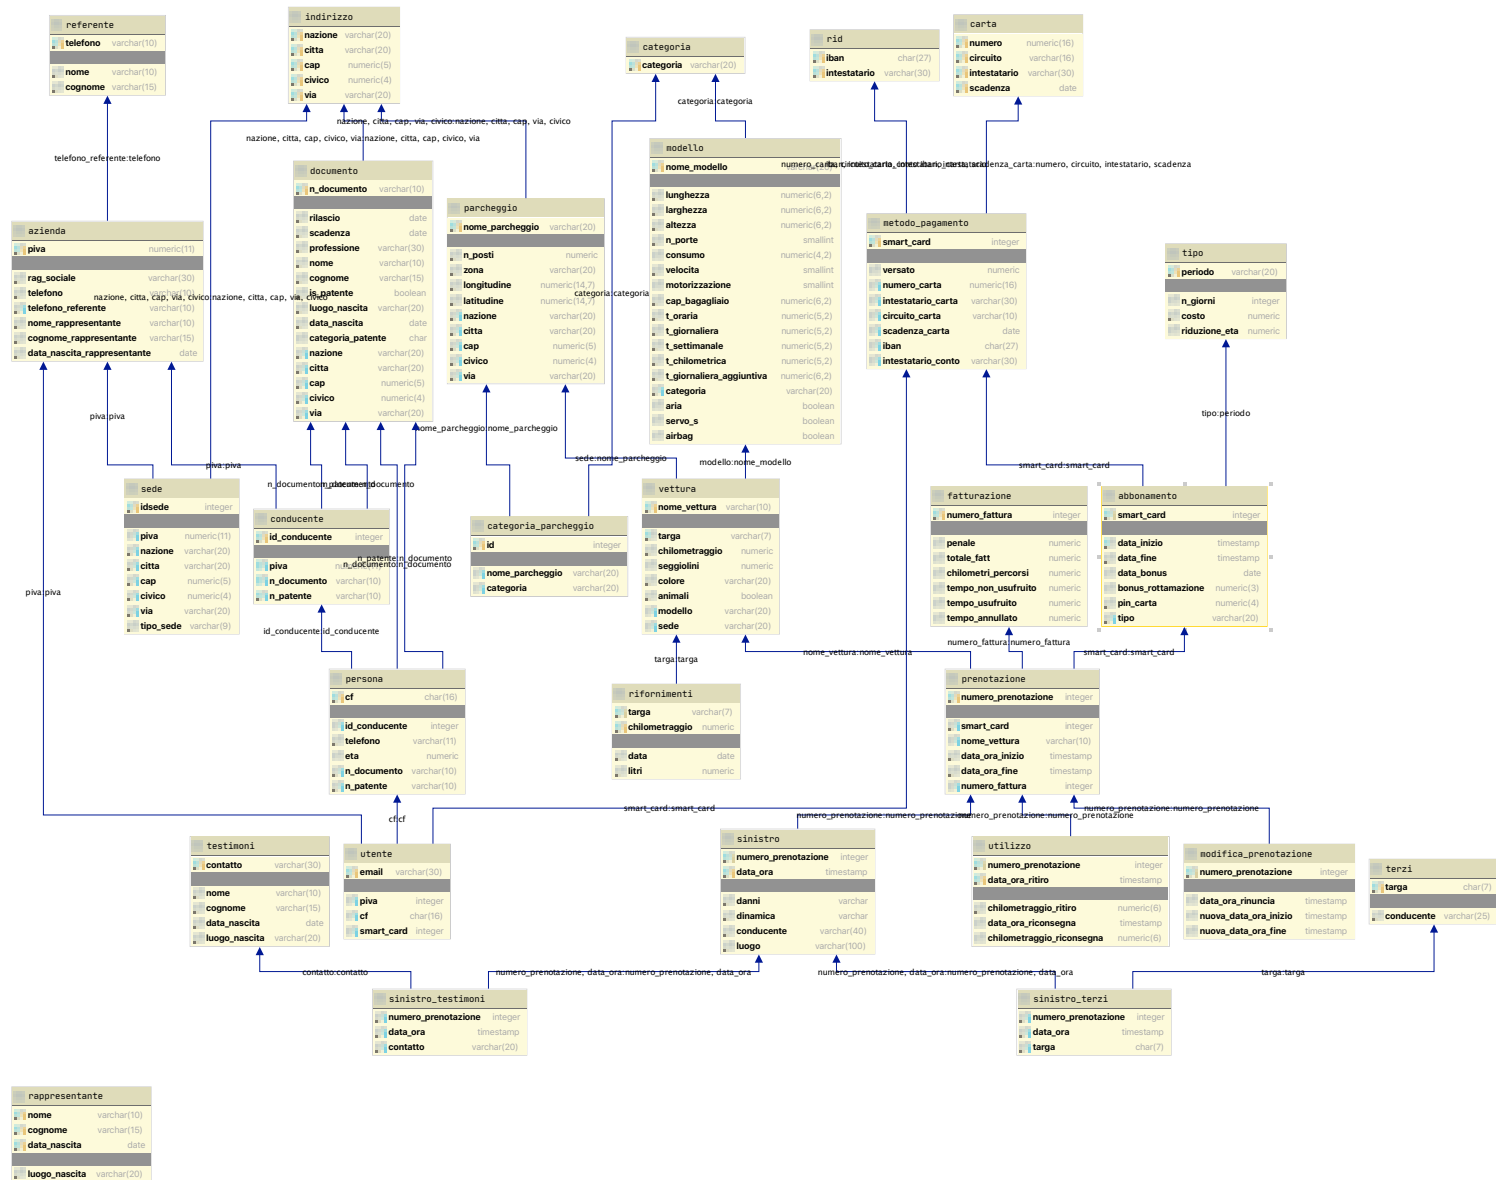 referente
telefono varchar(10)
nome varchar(10)
cognome varchar(15)
indirizzo
nazione varchar(20)
citta varchar(20)
cap numeric(5)
civico numeric(4)
via varchar(20)
categoria
categoria varchar(20)
rid
iban char(27)
intestatario varchar(30)
carta
numero numeric(16)
circuito varchar(16)
intestatario varchar(30)
scadenza date
categoria:categoria
nazione, citta, cap, via, civico:nazione, citta, cap, via, civico
nazione, citta, cap, civico, via:nazione, citta, cap, civico, via
telefono_referente:telefono
numero_carta, circuito_carta, intestatario_carta, scadenza_carta:numero, circuito, intestatario, scadenza
documento
n_documento varchar(10)
rilascio date
scadenza date
professione varchar(30)
nome varchar(10)
cognome varchar(15)
is_patente boolean
luogo_nascita varchar(20)
data_nascita date
categoria_patente char
nazione varchar(20)
citta varchar(20)
cap numeric(5)
civico numeric(4)
via varchar(20)
parcheggio
nome_parcheggio varchar(20)
n_posti numeric
zona varchar(20)
longitudine numeric(14,7)
latitudine numeric(14,7)
nazione varchar(20)
citta varchar(20)
cap numeric(5)
civico numeric(4)
via varchar(20)
modello
nome_modello
lunghezza numeric(6,2)
larghezza numeric(6,2)
altezza numeric(6,2)
n_porte smallint
consumo numeric(4,2)
velocita smallint
motorizzazione smallint
cap_bagagliaio numeric(6,2)
t_oraria numeric(5,2)
t_giornaliera numeric(5,2)
t_settimanale numeric(5,2)
t_chilometrica numeric(5,2)
t_giornaliera_aggiuntiva numeric(6,2)
categoria varchar(20)
aria boolean
servo_s boolean
airbag boolean
metodo_pagamento
smart_card integer
versato numeric
numero_carta numeric(16)
intestatario_carta varchar(30)
circuito_carta varchar(10)
scadenza_carta date
iban char(27)
intestatario_conto varchar(30)
tipo
periodo varchar(20)
n_giorni integer
costo numeric
riduzione_eta numeric
azienda
piva numeric(11)
rag_sociale varchar(30)
telefono varchar(10)
telefono_referente varchar(10)
nome_rappresentante varchar(10)
cognome_rappresentante varchar(15)
data_nascita_rappresentante date
nazione, citta, cap, via, civico:nazione, citta, cap, via, civico
categoria:categoria
tipo:periodo
piva:piva
nome_parcheggio:nome_parcheggio
piva:piva
sede:nome_parcheggio
modello:nome_modello
smart_card:smart_card
sede
idsede integer
piva numeric(11)
nazione varchar(20)
citta varchar(20)
cap numeric(5)
civico numeric(4)
via varchar(20)
tipo_sede varchar(9)
conducente
id_conducente integer
piva
n_documento varchar(10)
n_patente varchar(10)
n_patente:n_documento
n_documento:n_documento
categoria_parcheggio
id integer
nome_parcheggio varchar(20)
categoria varchar(20)
vettura
nome_vettura varchar(10)
targa varchar(7)
chilometraggio numeric
seggiolini numeric
colore varchar(20)
animali boolean
modello varchar(20)
sede varchar(20)
fatturazione
numero_fattura integer
penale numeric
totale_fatt numeric
chilometri_percorsi numeric
tempo_non_usufruito numeric
tempo_usufruito numeric
tempo_annullato numeric
abbonamento
smart_card integer
data_inizio timestamp
data_fine timestamp
data_bonus date
bonus_rottamazione numeric(3)
pin_carta numeric(4)
tipo varchar(20)
piva:piva
id_conducente:id_conducente
targa:targa
nome_vettura:nome_vettura
numero_fattura:numero_fattura
smart_card:smart_card
persona
cf char(16)
id_conducente integer
telefono varchar(11)
eta numeric
n_documento varchar(10)
n_patente varchar(10)
rifornimenti
targa varchar(7)
chilometraggio numeric
data date
litri numeric
prenotazione
numero_prenotazione integer
smart_card integer
nome_vettura varchar(10)
data_ora_inizio timestamp
data_ora_fine timestamp
numero_fattura integer
cf:cf
smart_card:smart_card
numero_prenotazione:numero_prenotazione
numero_prenotazione:numero_prenotazione
numero_prenotazione:numero_prenotazione
testimoni
contatto varchar(30)
nome varchar(10)
cognome varchar(15)
data_nascita date
luogo_nascita varchar(20)
utente
email varchar(30)
piva integer
cf char(16)
smart_card integer
sinistro
numero_prenotazione integer
data_ora timestamp
danni varchar
dinamica varchar
conducente varchar(40)
luogo varchar(100)
utilizzo
numero_prenotazione integer
data_ora_ritiro timestamp
chilometraggio_ritiro numeric(6)
data_ora_riconsegna timestamp
chilometraggio_riconsegna numeric(6)
modifica_prenotazione
numero_prenotazione integer
data_ora_rinuncia timestamp
nuova_data_ora_inizio timestamp
nuova_data_ora_fine timestamp
terzi
targa char(7)
conducente varchar(25)
contatto:contatto
numero_prenotazione, data_ora:numero_prenotazione, data_ora
numero_prenotazione, data_ora:numero_prenotazione, data_ora
targa:targa
sinistro_testimoni
numero_prenotazione integer
data_ora timestamp
contatto varchar(20)
sinistro_terzi
numero_prenotazione integer
data_ora timestamp
targa char(7)
rappresentante
nome varchar(10)
cognome varchar(15)
data_nascita date
luogo_nascita varchar(20)